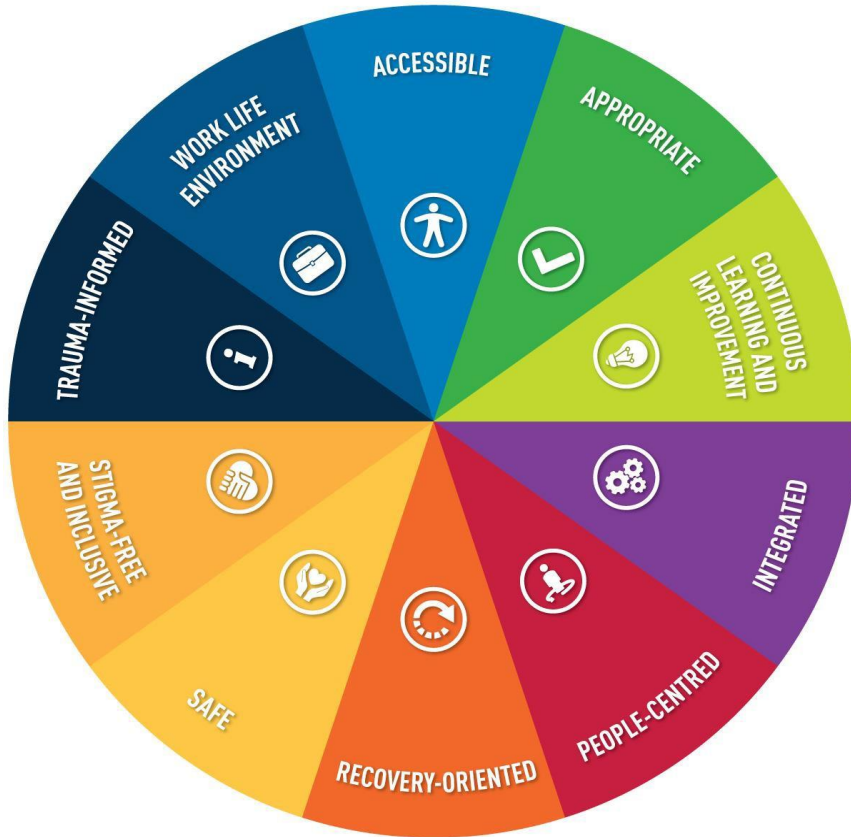 ACCESSIBLE
APPROPRIATE
CONTINUOUS
LEARNING AND
IMPROVEMENT
INTEGRATED
PEOPLE-CENTRED
RECOVERY-ORIENTED
SAFE
STIGMA-FREE
AND INCLUSIVE
TRAUMA-INFORMED
WORK LIFE
ENVIRONMENT